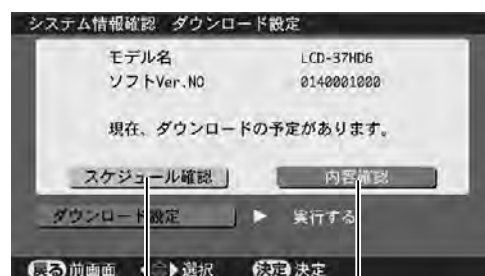 システム情報確認 ダウンロード設定
モデル名 LCD-37HD6
ソフトVer.NO 0140001000
現在、ダウンロードの予定があります。
スケジュール確認 内容確認
ダウンロード設定 ▶ 実行する
戻る 前画面 選択 決定 決定